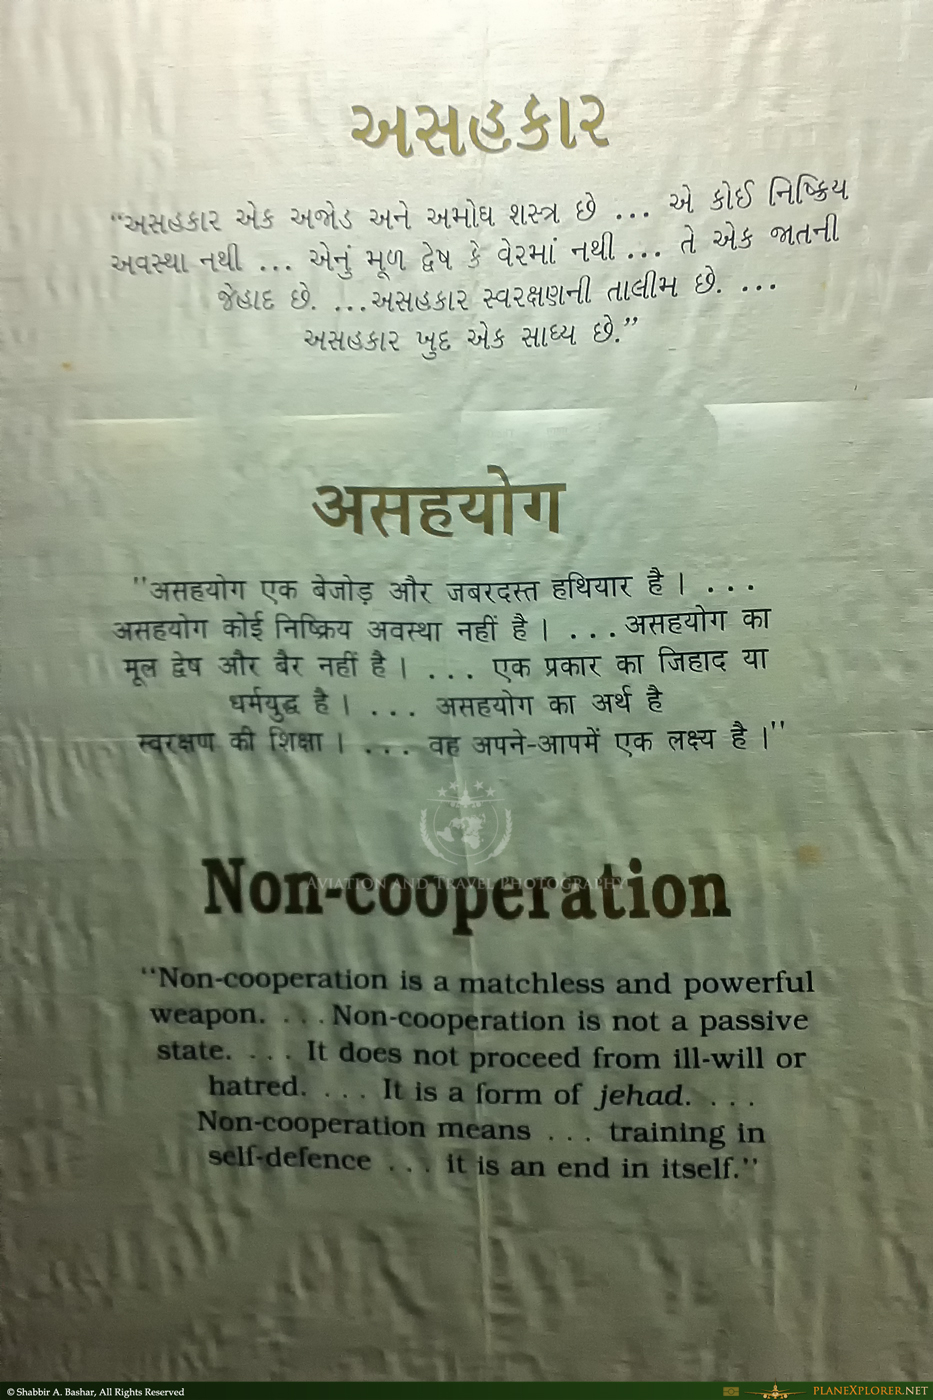 અસહકાર
“અસહકાર એક અજોડ અને અમોઘ શસ્ત્ર છે ... એ કોઈ નિષ્ક્રિય
અવસ્થા નથી ... એનું મૂળ દ્વેષ કે વેરમાં નથી ... તે એક જાતની
જેહાદ છે. ...અસહકાર સ્વરક્ષણની તાલીમ છે. ...
અસહકાર ખુદ એક સાધ્ય છે.”
असहयोग
"असहयोग एक बेजोड़ और जबरदस्त हथियार है । ...
असहयोग कोई निष्क्रिय अवस्था नहीं है । ... असहयोग का
मूल द्वेष और बैर नहीं है । ... एक प्रकार का जिहाद या
धर्मयुद्ध है । ... असहयोग का अर्थ है
स्वरक्षण की शिक्षा । ... वह अपने-आपमें एक लक्ष्य है ।"
AVIATION AND TRAVEL PHOTOGRAPHY
Non-cooperation
"Non-cooperation is a matchless and powerful
weapon. ... Non-cooperation is not a passive
state. ... It does not proceed from ill-will or
hatred. ... It is a form of jehad. ...
Non-cooperation means ... training in
self-defence ... it is an end in itself."
© Shabbir A. Bashar, All Rights Reserved
PLANEXPLORER.NET